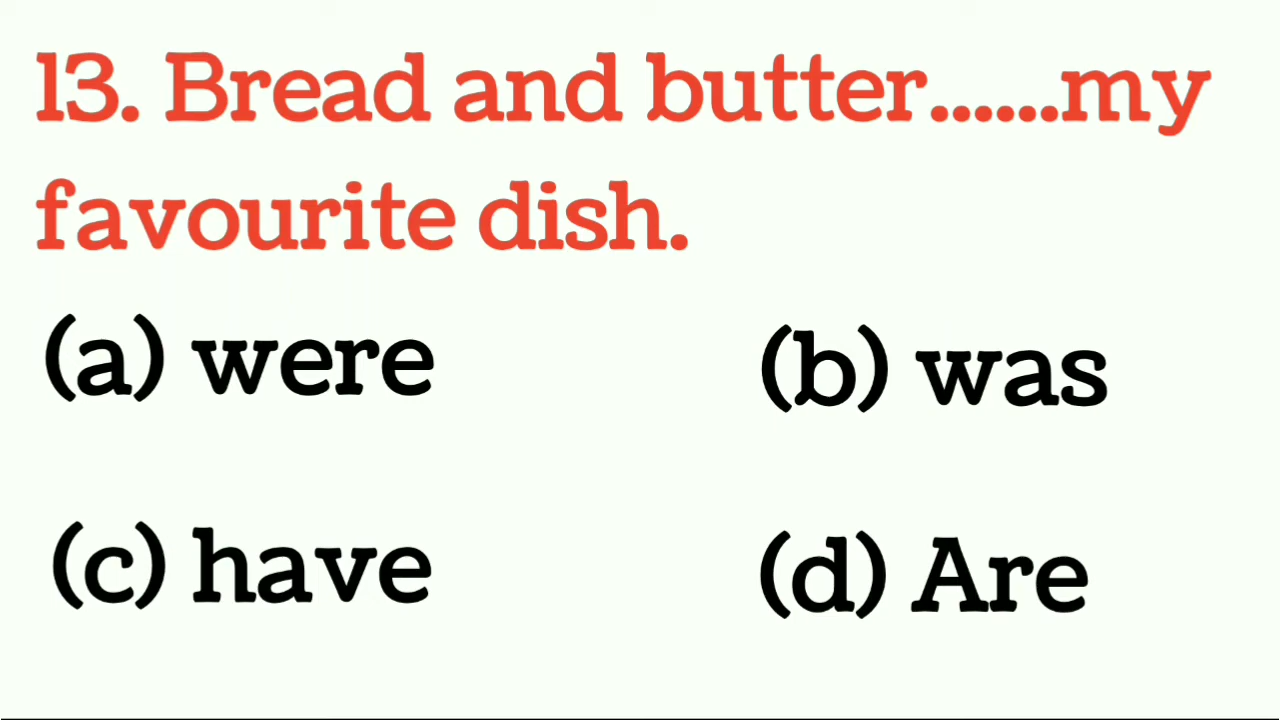 13. Bread and butter......my
favourite dish.
(a) were (b) was
(c) have (d) Are